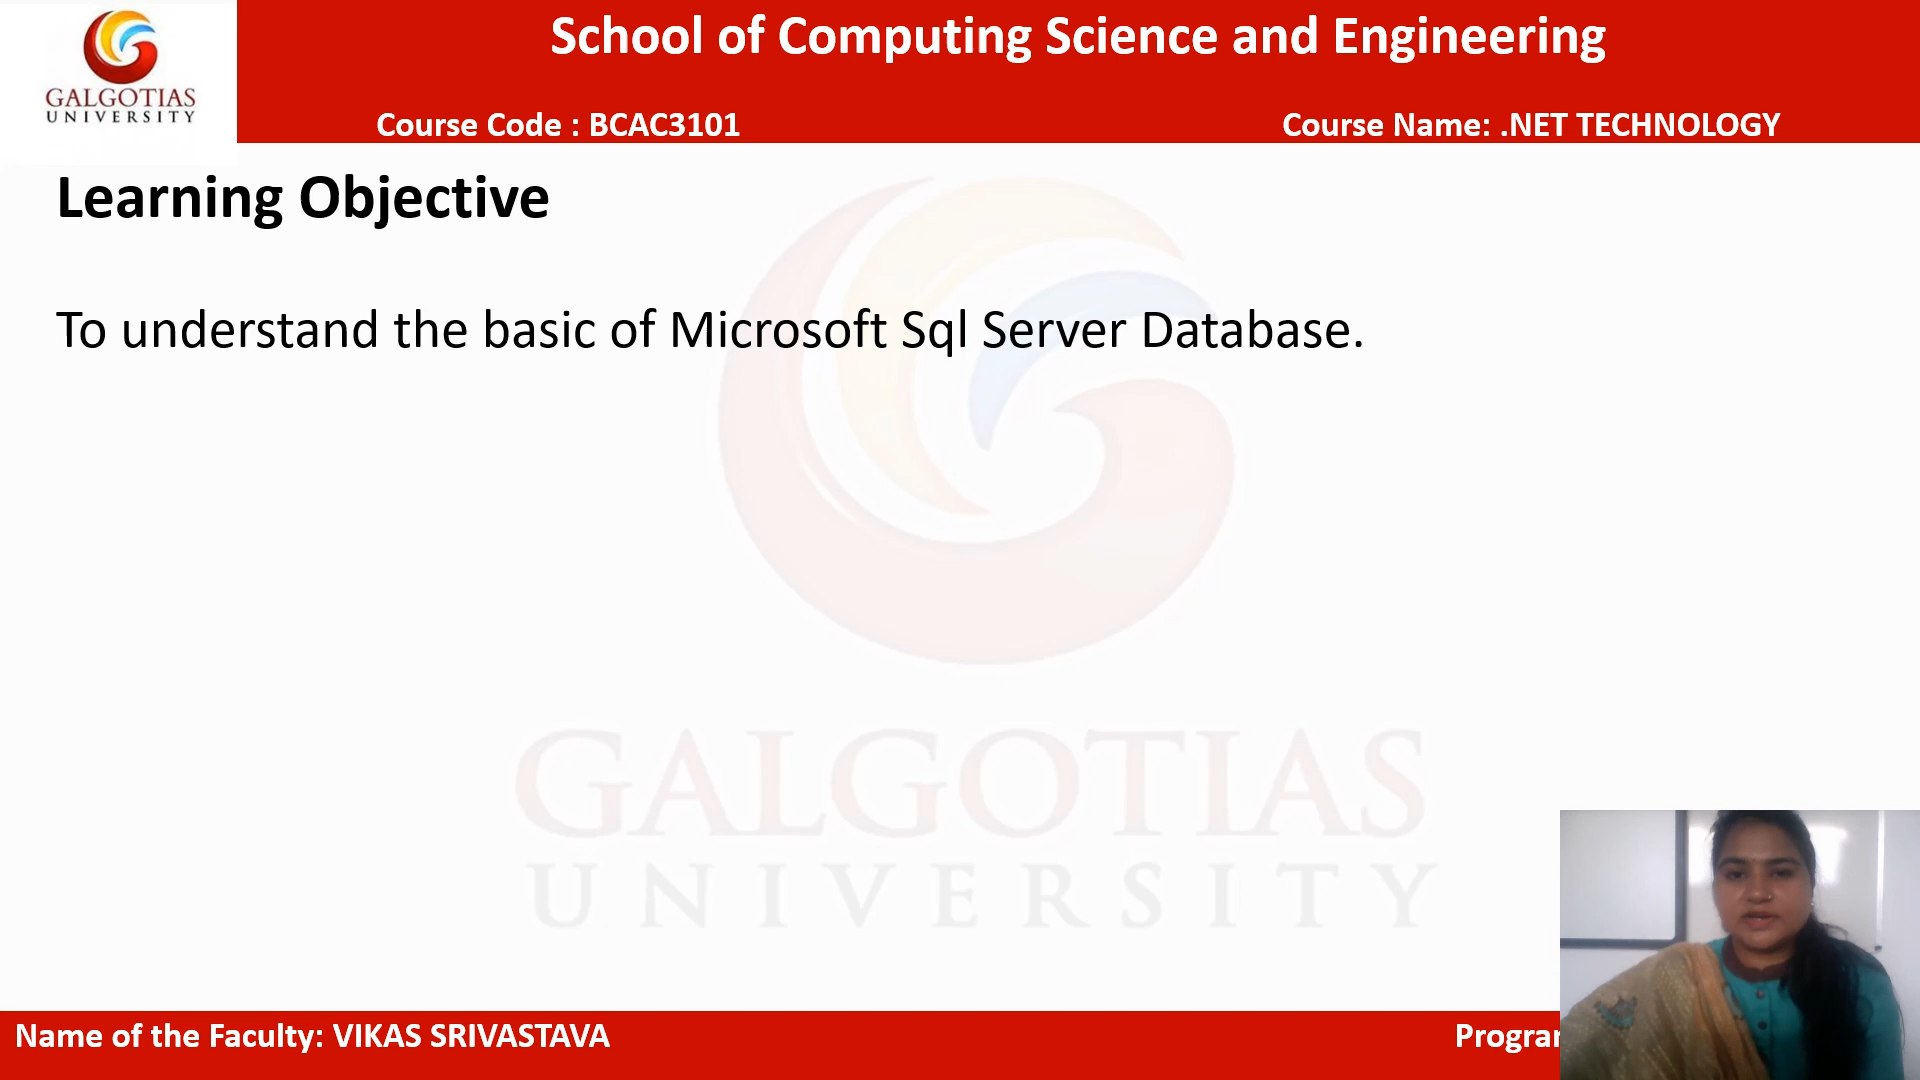 GALGOTIAS
UNIVERSITY
School of Computing Science and Engineering
Course Code : BCAC3101
Course Name: .NET TECHNOLOGY
Learning Objective
To understand the basic of Microsoft Sql Server Database.
GALGOTIAS
UNIVERSITY
Name of the Faculty: VIKAS SRIVASTAVA